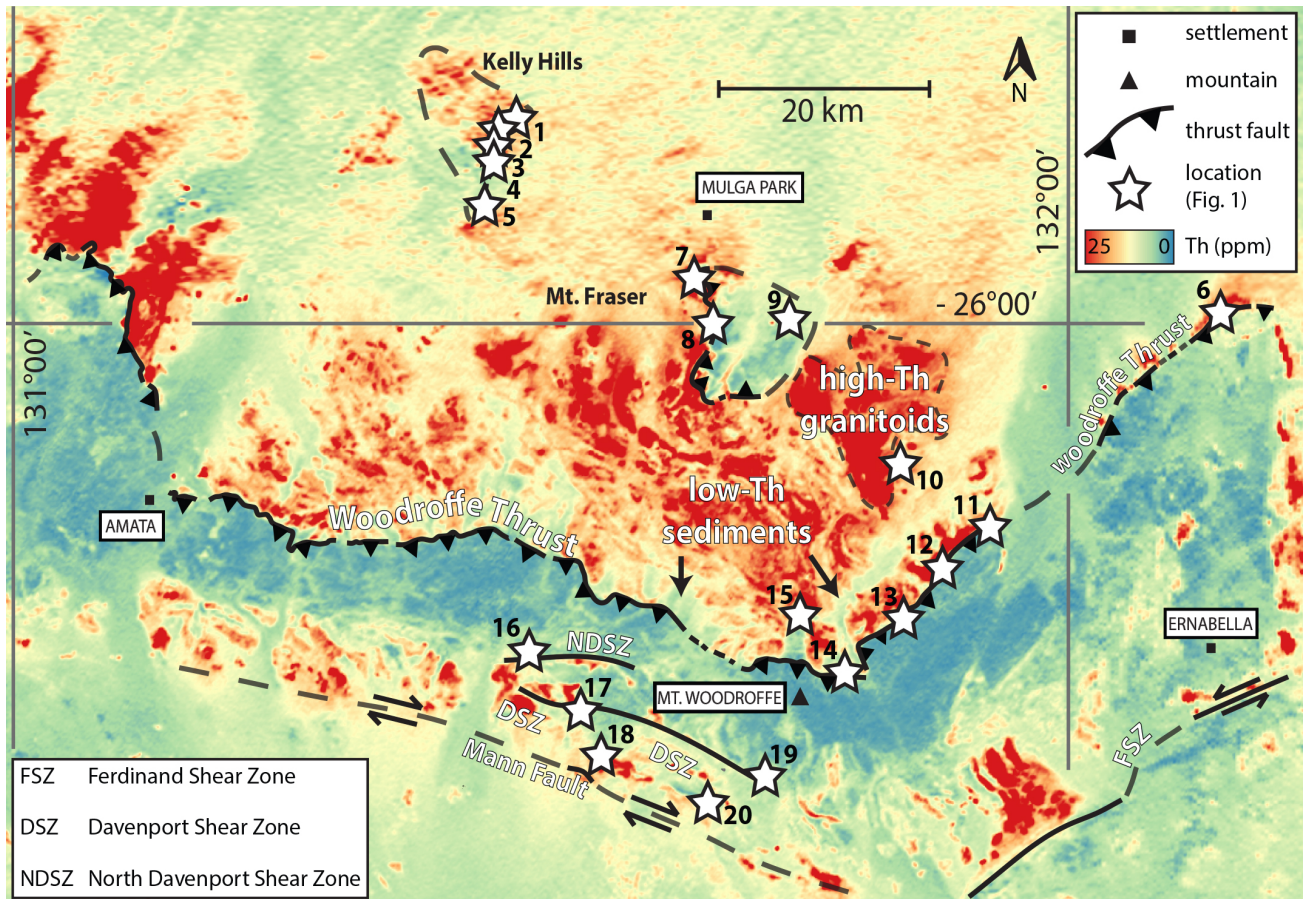 Kelly Hills
N
20 km
settlement
mountain
thrust fault
location
(Fig. 1)
25 0 Th (ppm)
1
2
3
4
5
MULGA PARK
132°00’
7
Mt. Fraser
8
9
- 26°00’
6
131°00’
woodroffe Thrust
high-Th
granitoids
10
low-Th
sediments
Woodroffe Thrust
AMATA
11
12
13
15
14
ERNABELLA
16
NDSZ
MT. WOODROFFE
17
DSZ
18
DSZ
19
Mann Fault
20
FSZ
FSZ Ferdinand Shear Zone
DSZ Davenport Shear Zone
NDSZ North Davenport Shear Zone